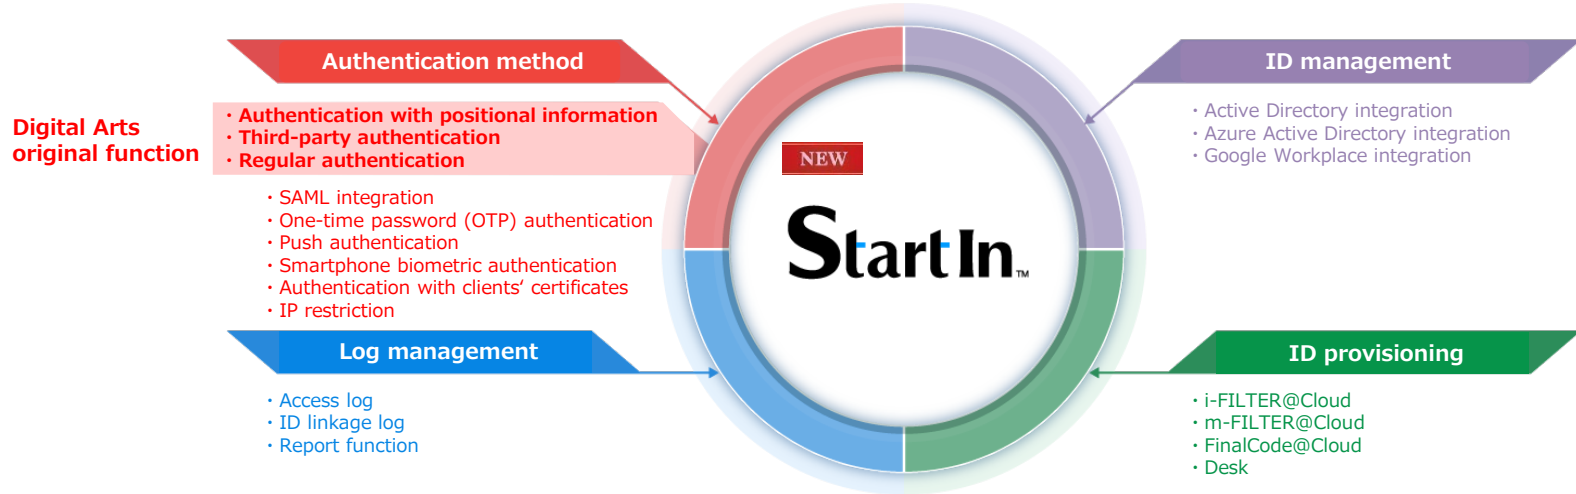 Authentication method
Digital Arts
original function
・Authentication with positional information
・Third-party authentication
・Regular authentication
・SAML integration
・One-time password (OTP) authentication
・Push authentication
・Smartphone biometric authentication
・Authentication with clients’ certificates
・IP restriction
Log management
・Access log
・ID linkage log
・Report function
NEW
StartIn™
ID management
・Active Directory integration
・Azure Active Directory integration
・Google Workplace integration
ID provisioning
・i-FILTER@Cloud
・m-FILTER@Cloud
・FinalCode@Cloud
・Desk